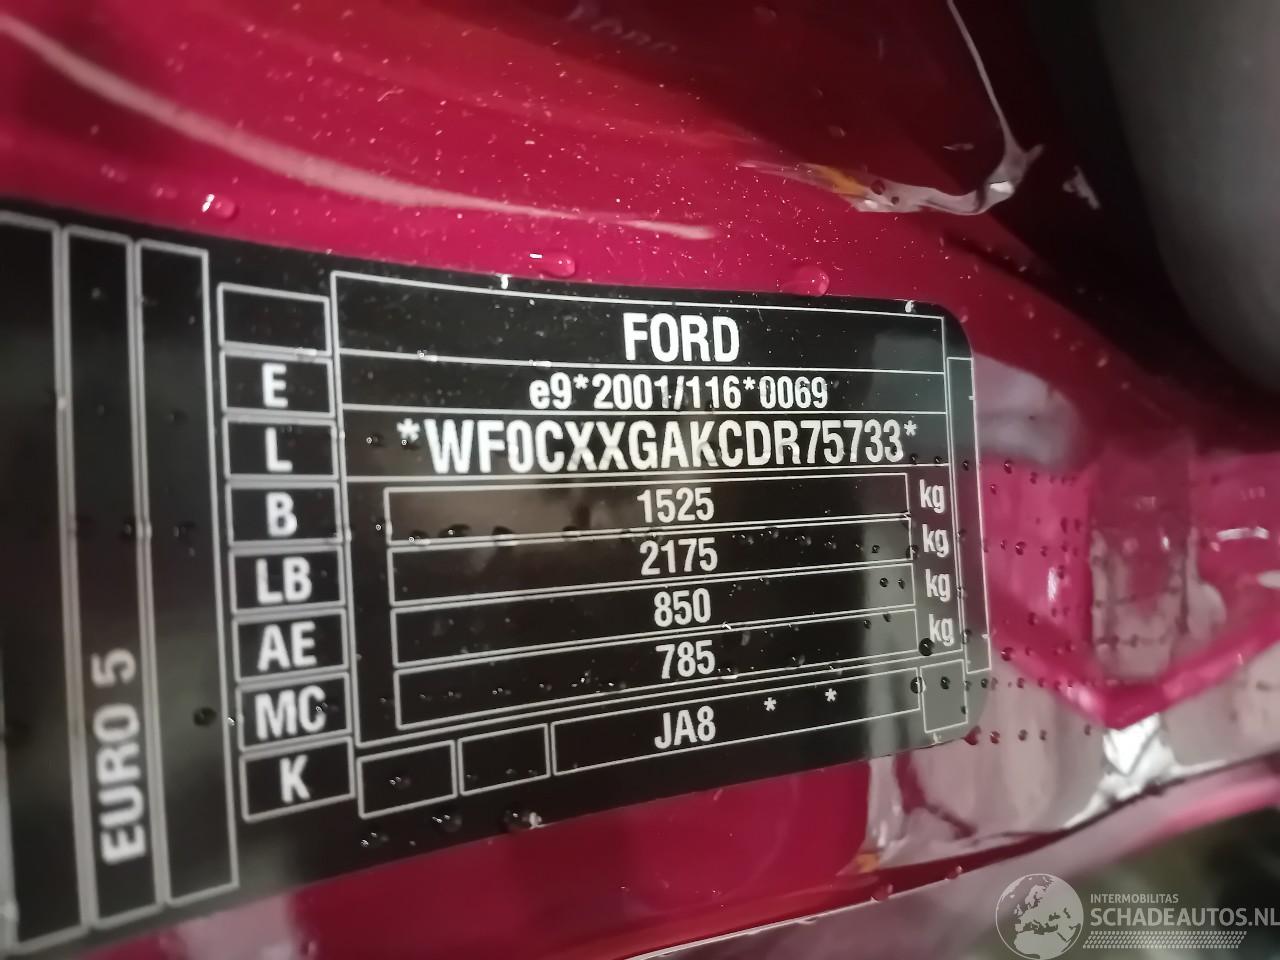 FORD
E e9*2001/116*0069
L *WF0CXXGAKCDR75733*
B 1525 kg
LB 2175 kg
AE 850 kg
MC 785 kg
K JA8 * *
EURO 5
INTERMOBILITAS
SCHADEAUTOS.NL